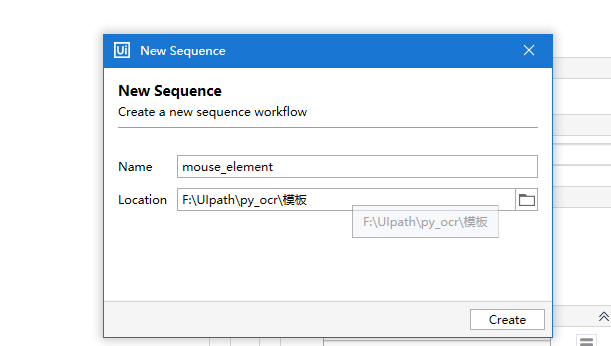 Ui New Sequence
New Sequence
Create a new sequence workflow
Name mouse_element
Location F:\UIpath\py_ocr\模板
F:\UIpath\py_ocr\模板
Create